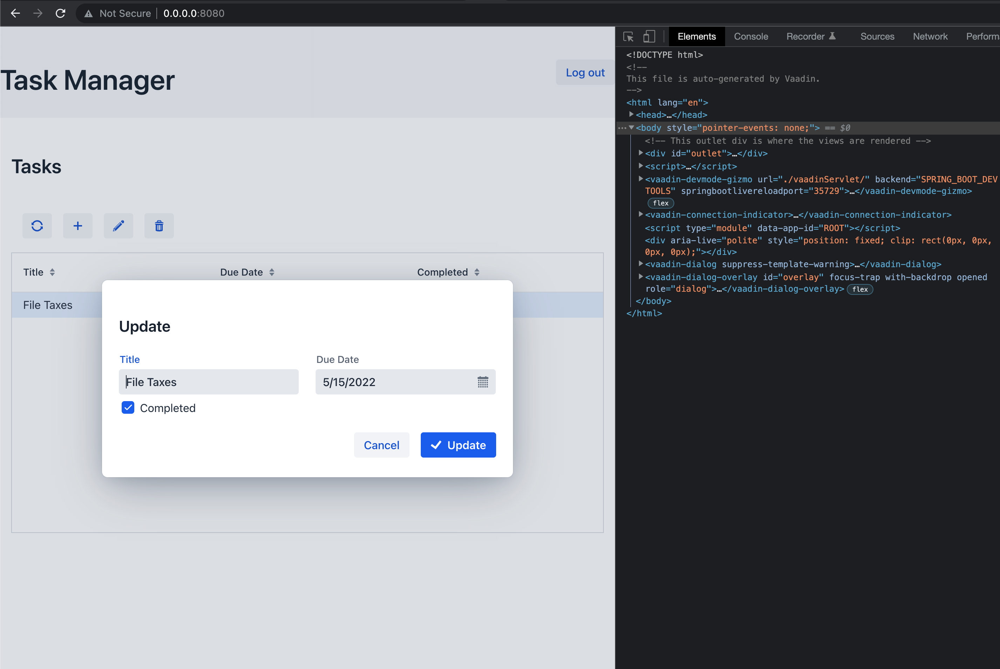 Not Secure 0.0.0.0:8080
Task Manager
Log out
Tasks
Title Due Date Completed
File Taxes
Update
Title Due Date
File Taxes 5/15/2022
Completed
Cancel Update
Elements Console Recorder Sources Network Performa
<!DOCTYPE html>
<!--
This file is auto-generated by Vaadin.
-->
<html lang="en">
<head>…</head>
<body style="pointer-events: none;"> == $0
<!-- This outlet div is where the views are rendered -->
<div id="outlet">…</div>
<script>…</script>
<vaadin-devmode-gizmo url="./vaadinServlet/" backend="SPRING_BOOT_DEV
TOOLS" springbootlivereloadport="35729">…</vaadin-devmode-gizmo>
flex
<vaadin-connection-indicator>…</vaadin-connection-indicator>
<script type="module" data-app-id="ROOT"></script>
<div aria-live="polite" style="position: fixed; clip: rect(0px, 0px,
0px, 0px);"></div>
<vaadin-dialog suppress-template-warning>…</vaadin-dialog>
<vaadin-dialog-overlay id="overlay" focus-trap with-backdrop opened
role="dialog">…</vaadin-dialog-overlay> flex
</body>
</html>